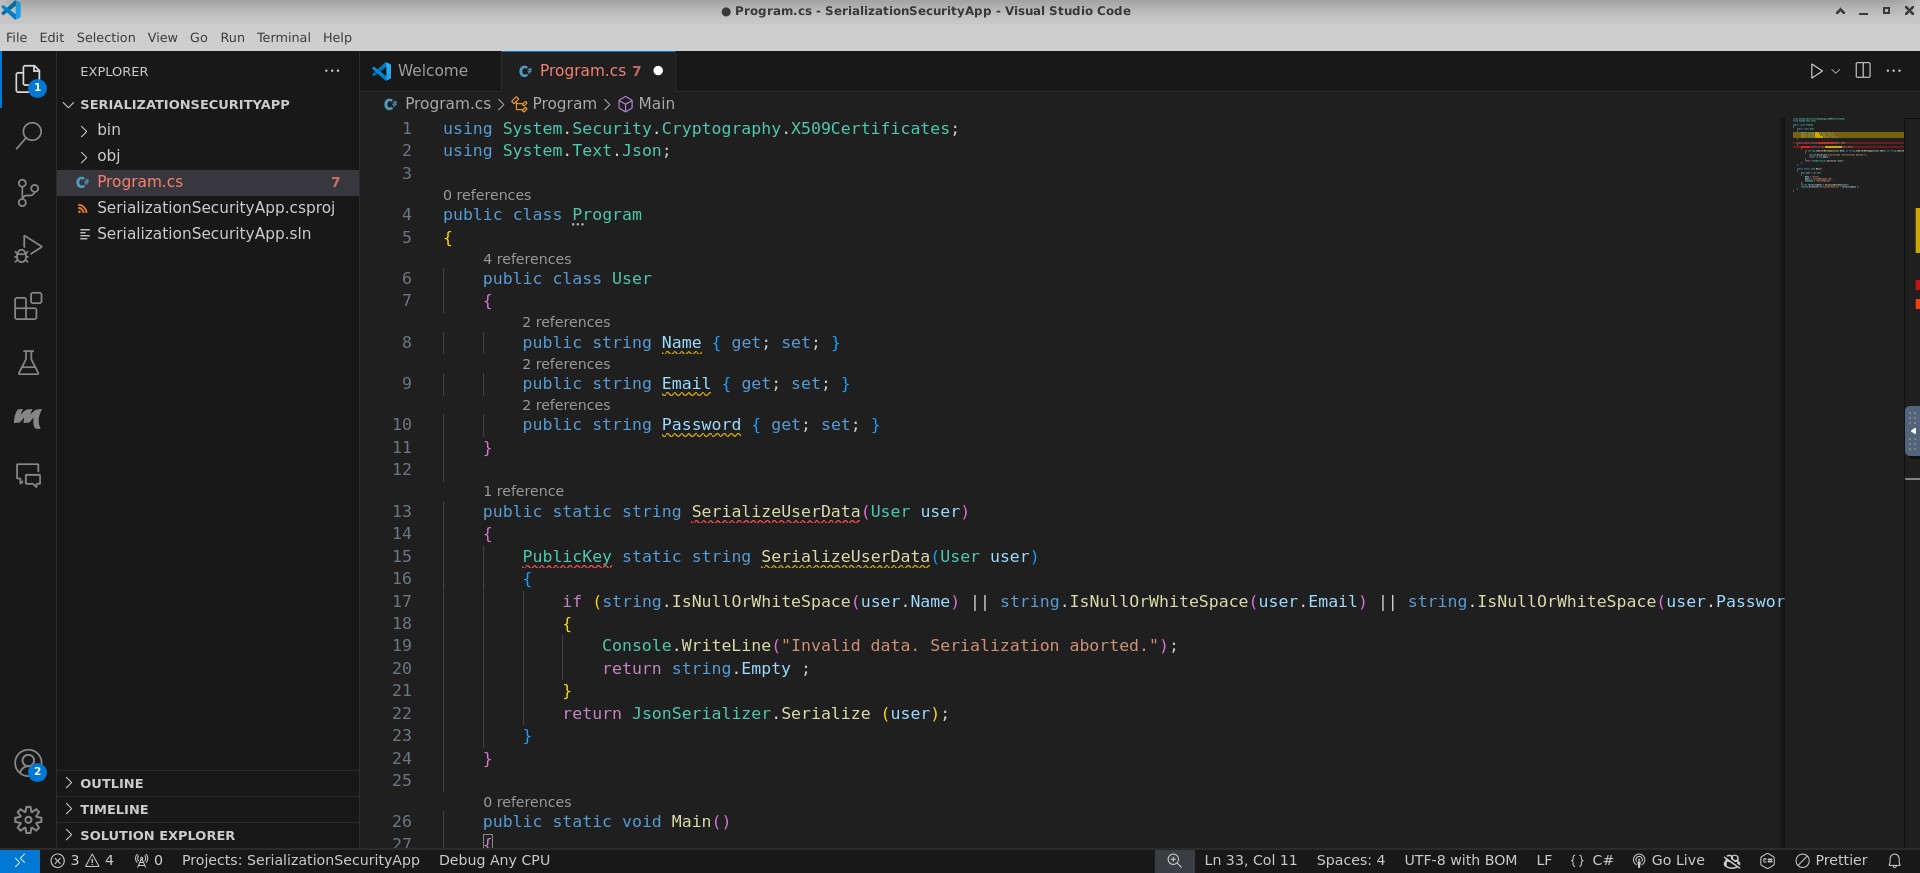 ● Program.cs - SerializationSecurityApp - Visual Studio Code
File Edit Selection View Go Run Terminal Help
EXPLORER
SERIALIZATIONSECURITYAPP
bin
obj
Program.cs 7
SerializationSecurityApp.csproj
SerializationSecurityApp.sln
OUTLINE
TIMELINE
SOLUTION EXPLORER
1
2
Welcome
Program.cs 7
Program.cs > Program > Main
1 using System.Security.Cryptography.X509Certificates;
2 using System.Text.Json;
3
0 references
4 public class Program
5 {
4 references
6 public class User
7 {
2 references
8 public string Name { get; set; }
2 references
9 public string Email { get; set; }
2 references
10 public string Password { get; set; }
11 }
12
1 reference
13 public static string SerializeUserData(User user)
14 {
15 PublicKey static string SerializeUserData(User user)
16 {
17 if (string.IsNullOrWhiteSpace(user.Name) || string.IsNullOrWhiteSpace(user.Email) || string.IsNullOrWhiteSpace(user.Passwor
18 {
19 Console.WriteLine("Invalid data. Serialization aborted.");
20 return string.Empty ;
21 }
22 return JsonSerializer.Serialize (user);
23 }
24 }
25
0 references
26 public static void Main()
27 {
3 4 0 Projects: SerializationSecurityApp Debug Any CPU Ln 33, Col 11 Spaces: 4 UTF-8 with BOM LF {} C# Go Live Prettier